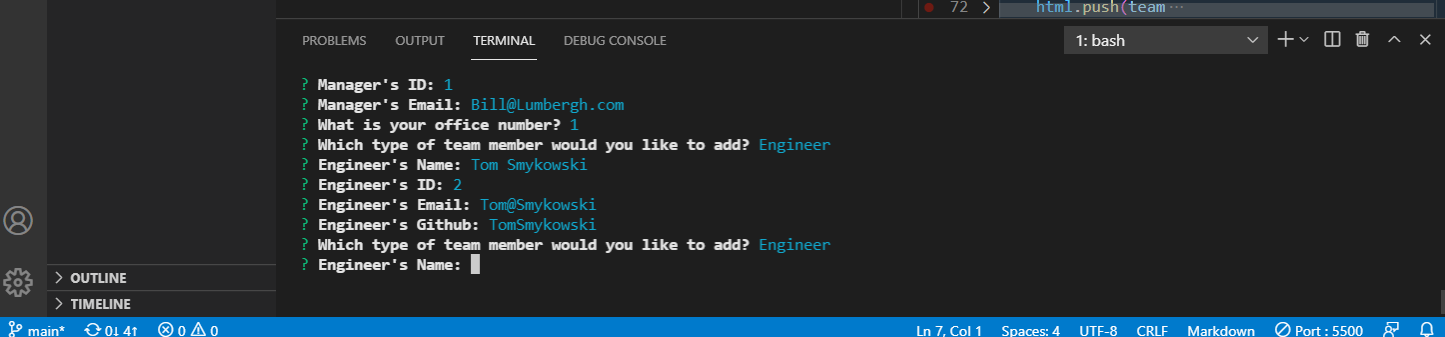 72 html.push(team ...
PROBLEMS OUTPUT TERMINAL DEBUG CONSOLE 1: bash
? Manager's ID: 1
? Manager's Email: Bill@Lumbergh.com
? What is your office number? 1
? Which type of team member would you like to add? Engineer
? Engineer's Name: Tom Smykowski
? Engineer's ID: 2
? Engineer's Email: Tom@Smykowski
? Engineer's Github: TomSmykowski
? Which type of team member would you like to add? Engineer
? Engineer's Name:
OUTLINE
TIMELINE
main* 0↓ 4↑ 0 0 Ln 7, Col 1 Spaces: 4 UTF-8 CRLF Markdown Port : 5500